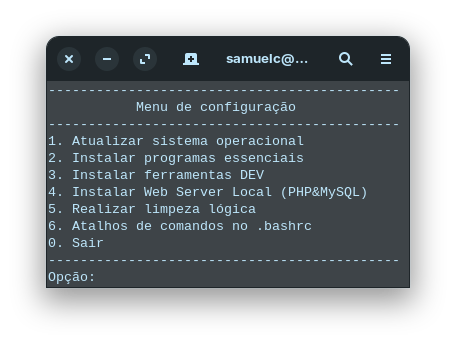 samuelc@...
--------------------------------------------
Menu de configuração
--------------------------------------------
1. Atualizar sistema operacional
2. Instalar programas essenciais
3. Instalar ferramentas DEV
4. Instalar Web Server Local (PHP&MySQL)
5. Realizar limpeza lógica
6. Atalhos de comandos no .bashrc
0. Sair
--------------------------------------------
Opção: